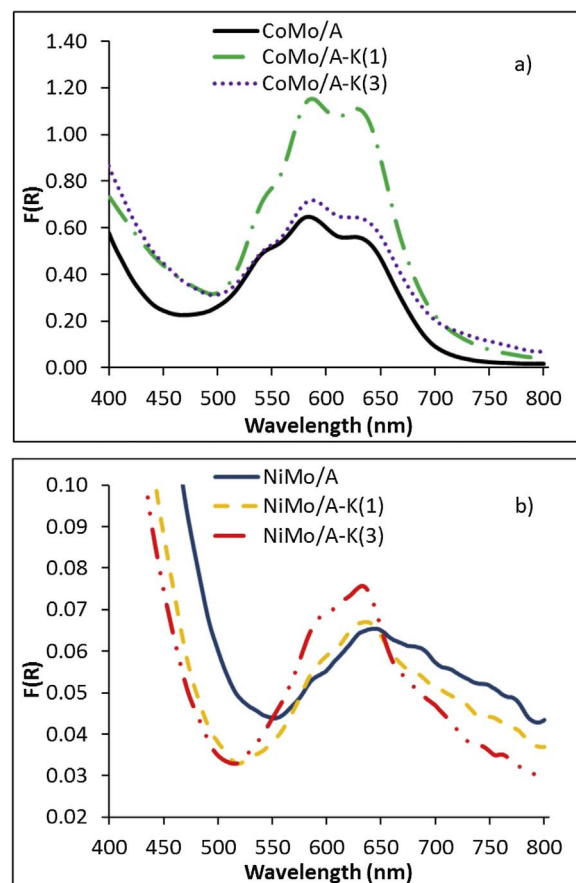 CoMo/A
CoMo/A-K(1)
CoMo/A-K(3)
a)
1.40
1.20
1.00
0.80
0.60
0.40
0.20
0.00
F(R)
400 450 500 550 600 650 700 750 800
Wavelength (nm)
NiMo/A
NiMo/A-K(1)
NiMo/A-K(3)
b)
0.10
0.09
0.08
0.07
0.06
0.05
0.04
0.03
0.02
F(R)
400 450 500 550 600 650 700 750 800
Wavelength (nm)